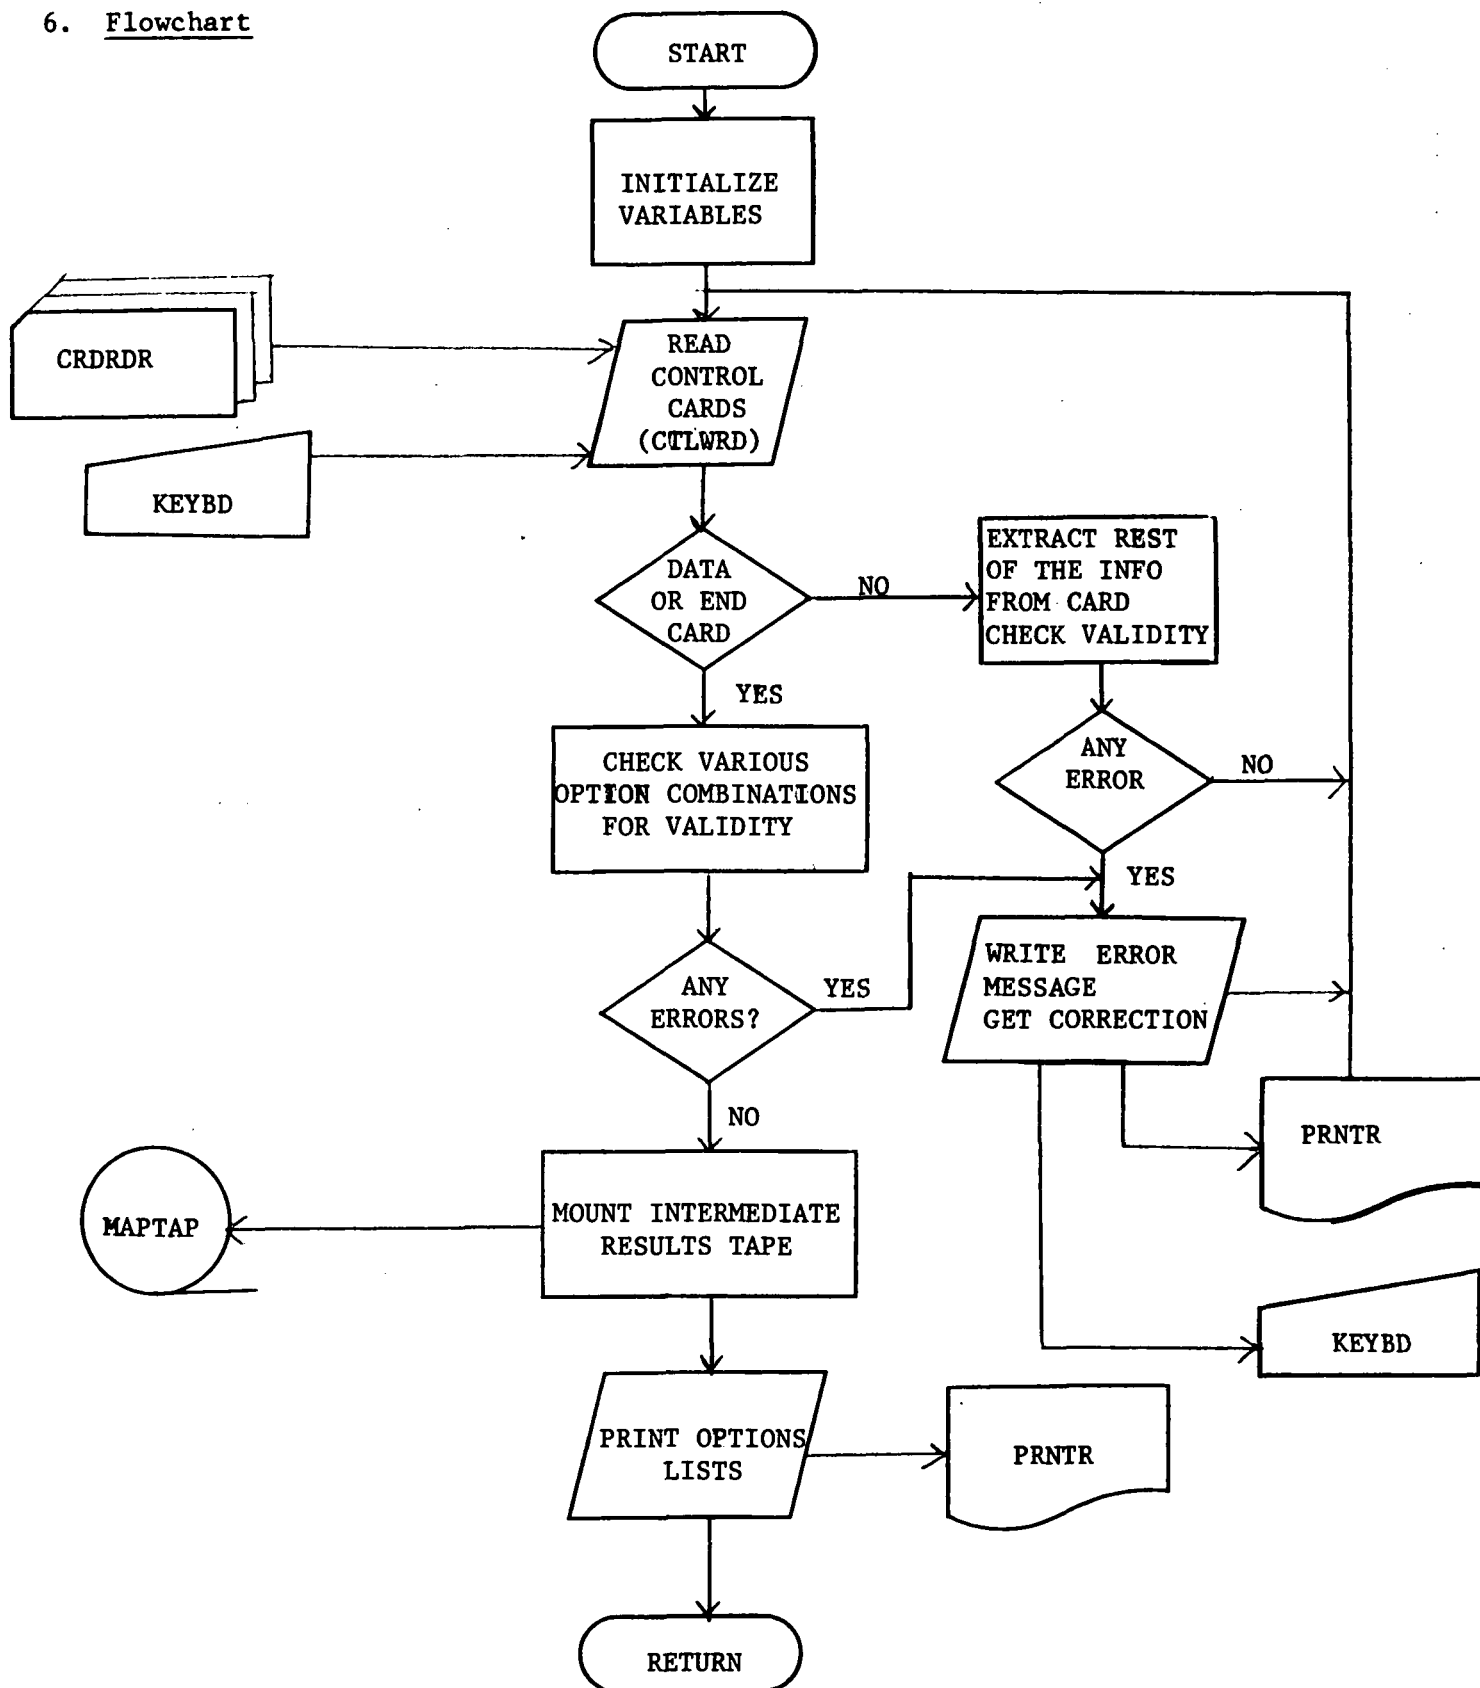 6. Flowchart
START
INITIALIZE
VARIABLES
CRDRDR
READ
CONTROL
CARDS
(CTLWRD)
KEYBD
DATA
OR END
CARD
NO
EXTRACT REST
OF THE INFO
FROM CARD
CHECK VALIDITY
YES
CHECK VARIOUS
OPTION COMBINATIONS
FOR VALIDITY
ANY
ERROR
NO
YES
ANY
ERRORS?
YES
WRITE ERROR
MESSAGE
GET CORRECTION
NO
PRNTR
MAPTAP
MOUNT INTERMEDIATE
RESULTS TAPE
KEYBD
PRINT OPTIONS
LISTS
PRNTR
RETURN